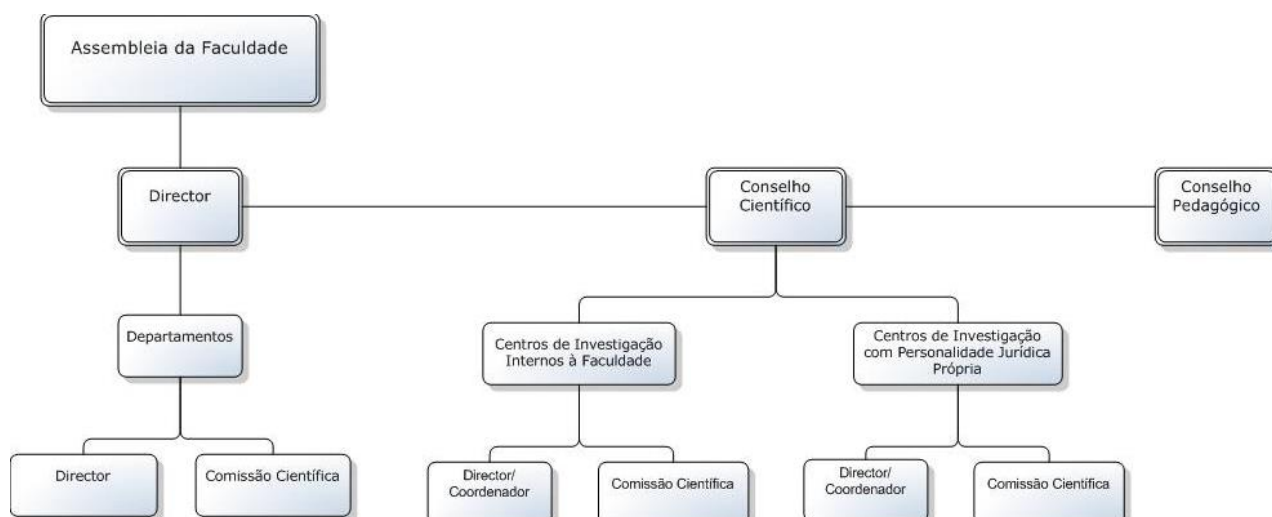 Assembleia da Faculdade
Director
Conselho
Científico
Conselho
Pedagógico
Departamentos
Centros de Investigação
Internos à Faculdade
Centros de Investigação
com Personalidade Jurídica
Própria
Director
Comissão Científica
Director/
Coordenador
Comissão Científica
Director/
Coordenador
Comissão Científica